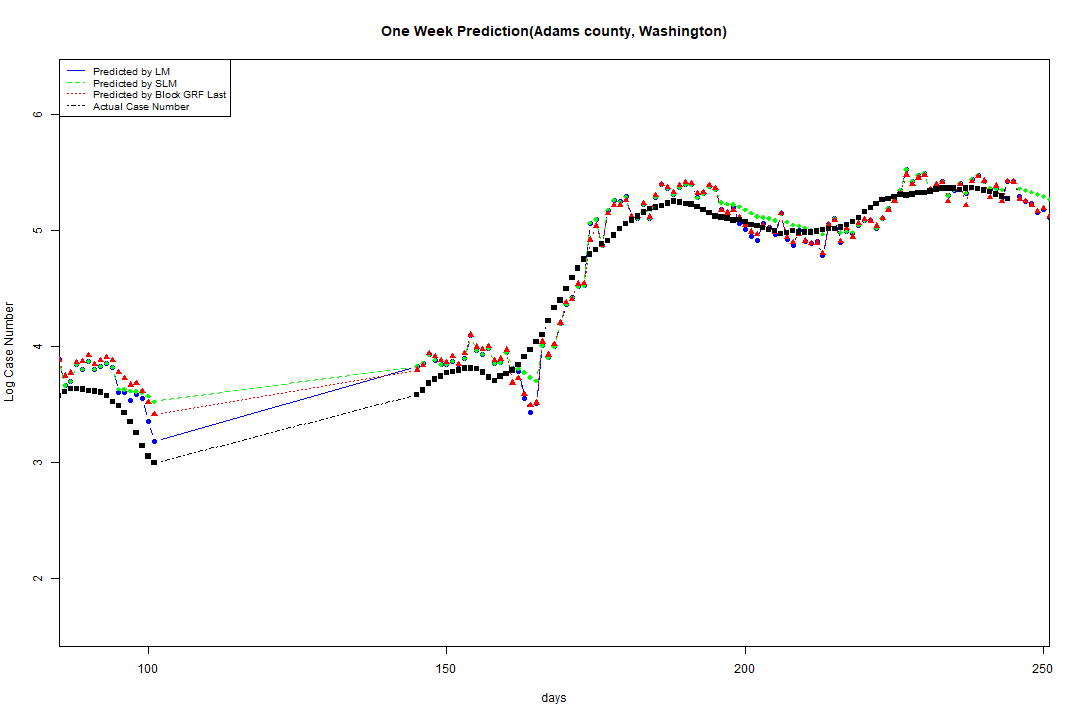 One Week Prediction(Adams county, Washington)
Predicted by LM
Predicted by SLM
Predicted by Block GRF Last
Actual Case Number
6
5
4
3
2
Log Case Number
100 150 200 250
days